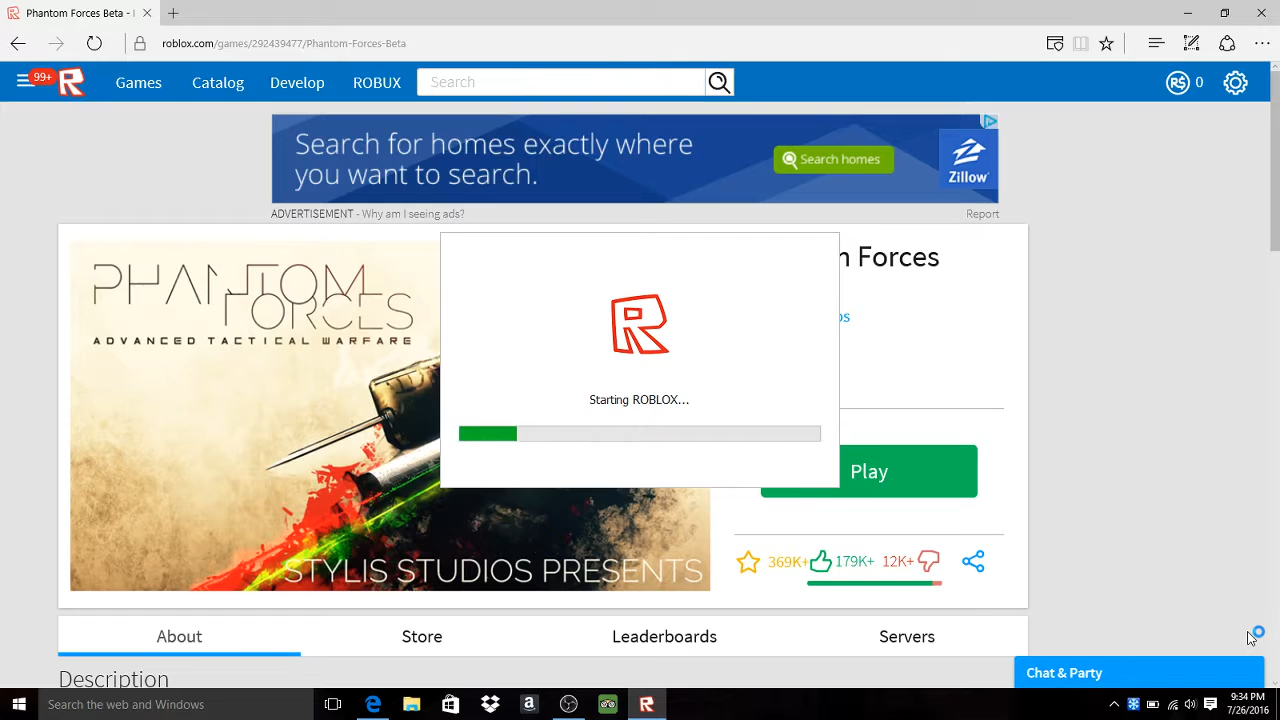 Phantom Forces Beta -
roblox.com/games/292439477/Phantom-Forces-Beta
99+
Games
Catalog
Develop
ROBUX
Search
R$ 0
Search for homes exactly where
you want to search.
Search homes
Zillow
ADVERTISEMENT - Why am I seeing ads?
Report
PHANTOM
FORCES
ADVANCED TACTICAL WARFARE
STYLIS STUDIOS PRESENTS
Starting ROBLOX...
Forces
Play
369K+
179K+
12K+
About
Store
Leaderboards
Servers
Description
Chat & Party
Search the web and Windows
9:34 PM
7/26/2016